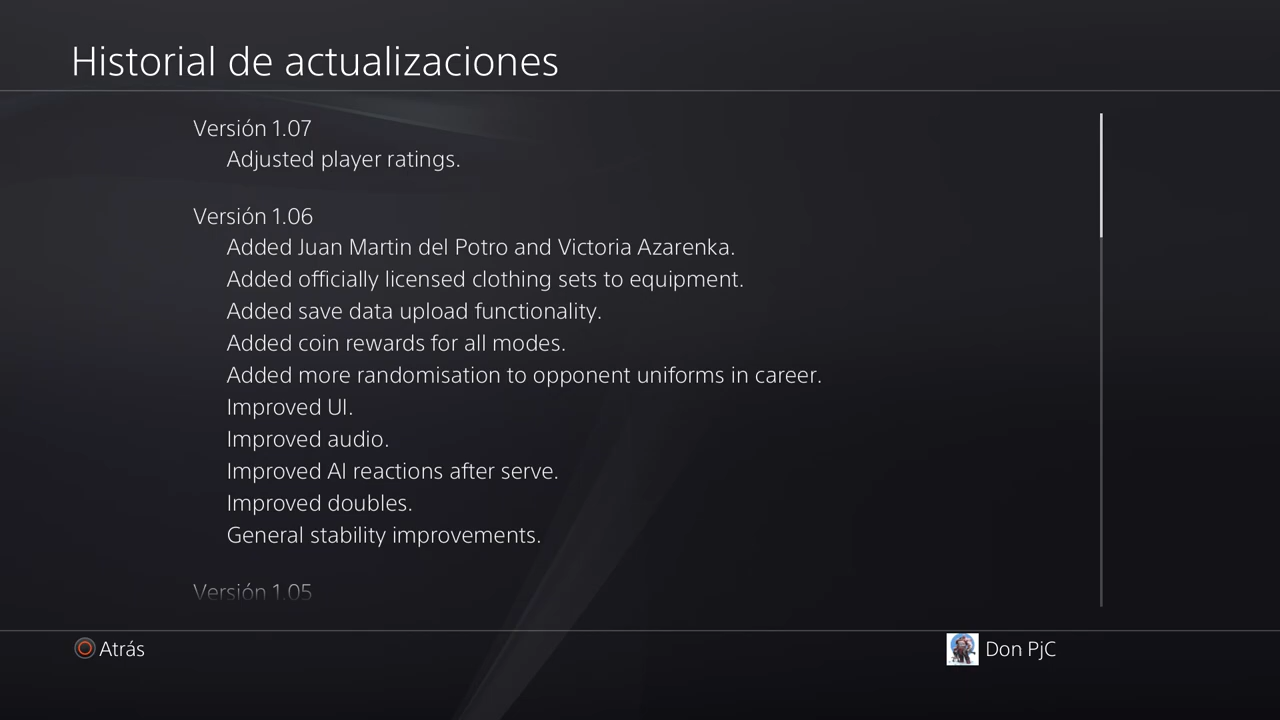 Historial de actualizaciones
Versión 1.07
Adjusted player ratings.
Versión 1.06
Added Juan Martin del Potro and Victoria Azarenka.
Added officially licensed clothing sets to equipment.
Added save data upload functionality.
Added coin rewards for all modes.
Added more randomisation to opponent uniforms in career.
Improved UI.
Improved audio.
Improved AI reactions after serve.
Improved doubles.
General stability improvements.
Versión 1.05
Atrás
Don PjC